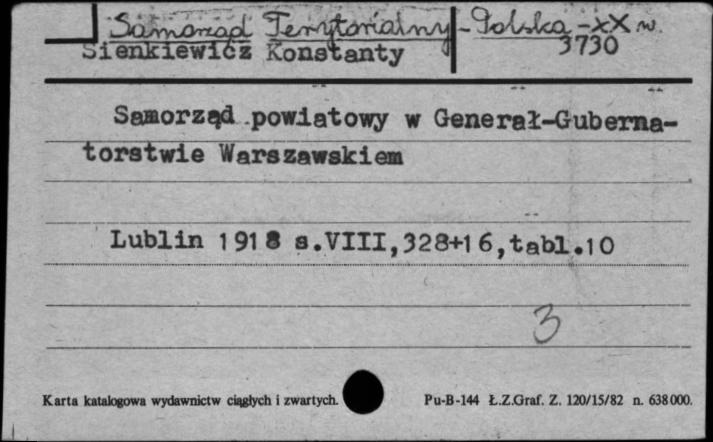 Samorząd Terytorialny - Polska - XX w.
Sienkiewicz Konstanty 3730
Samorząd powiatowy w Generał-Guberna-
torstwie Warszawskiem
Lublin 1918 s.VIII,328+16,tabl.10
3
Karta katalogowa wydawnictw ciągłych i zwartych. Pu-B-144 Ł.Z.Graf. Z. 120/15/82 n. 638000.